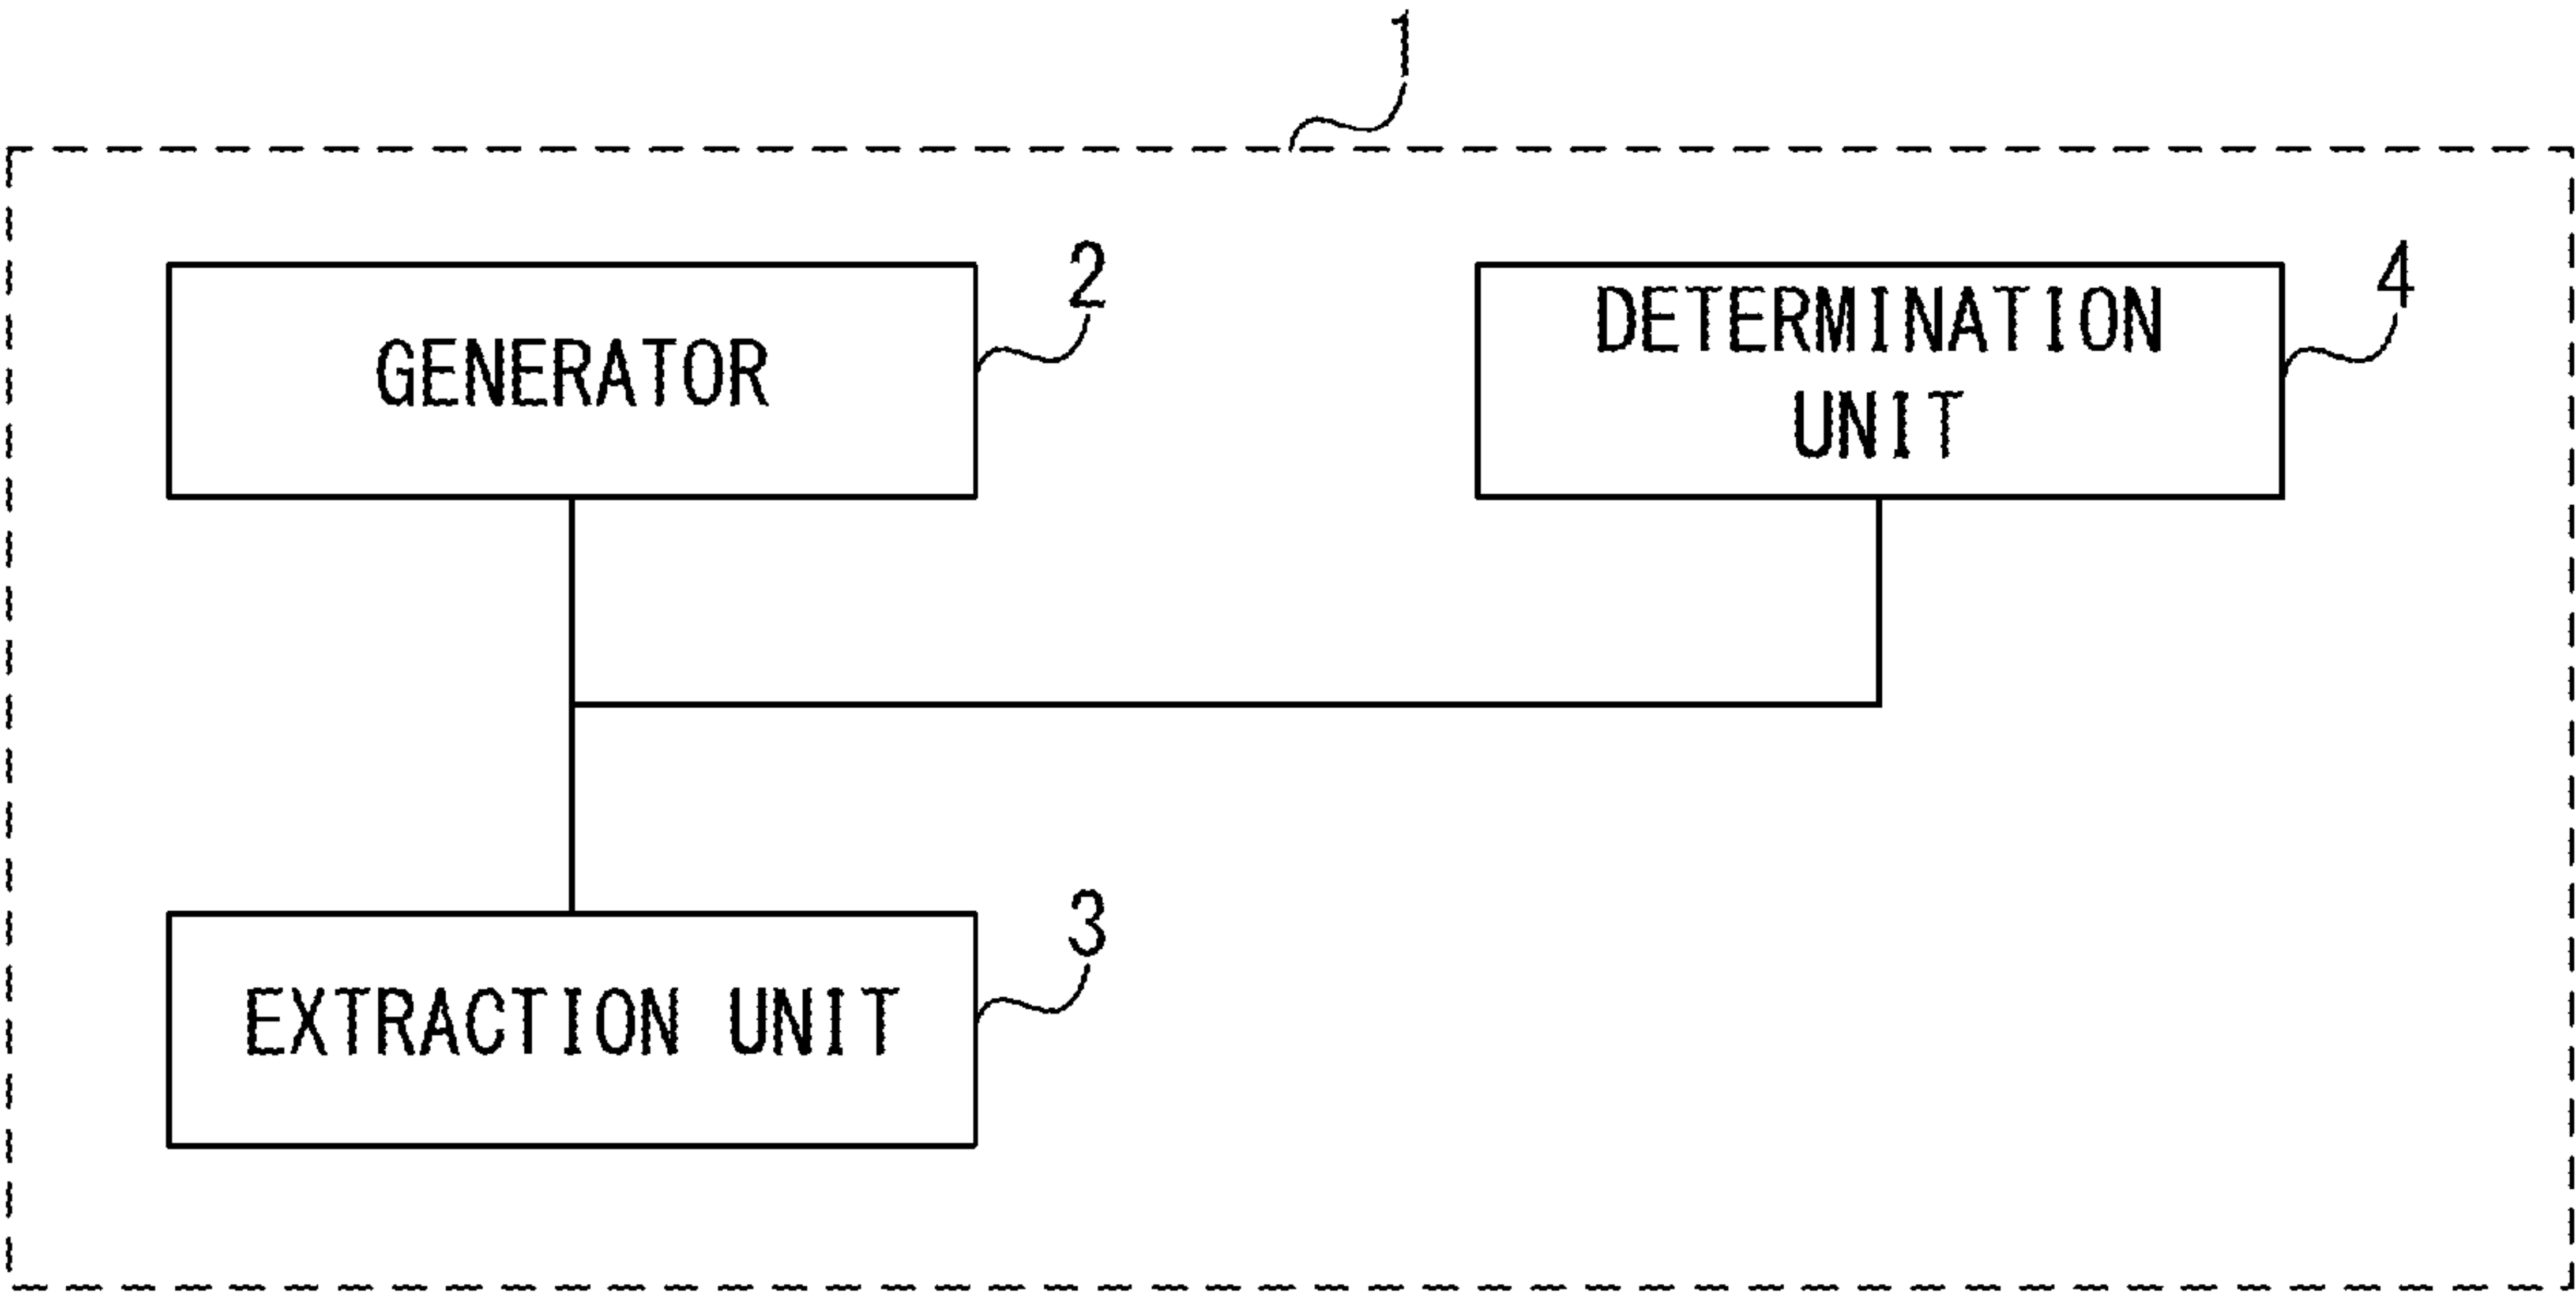 1
GENERATOR
2
DETERMINATION
UNIT
4
EXTRACTION UNIT
3